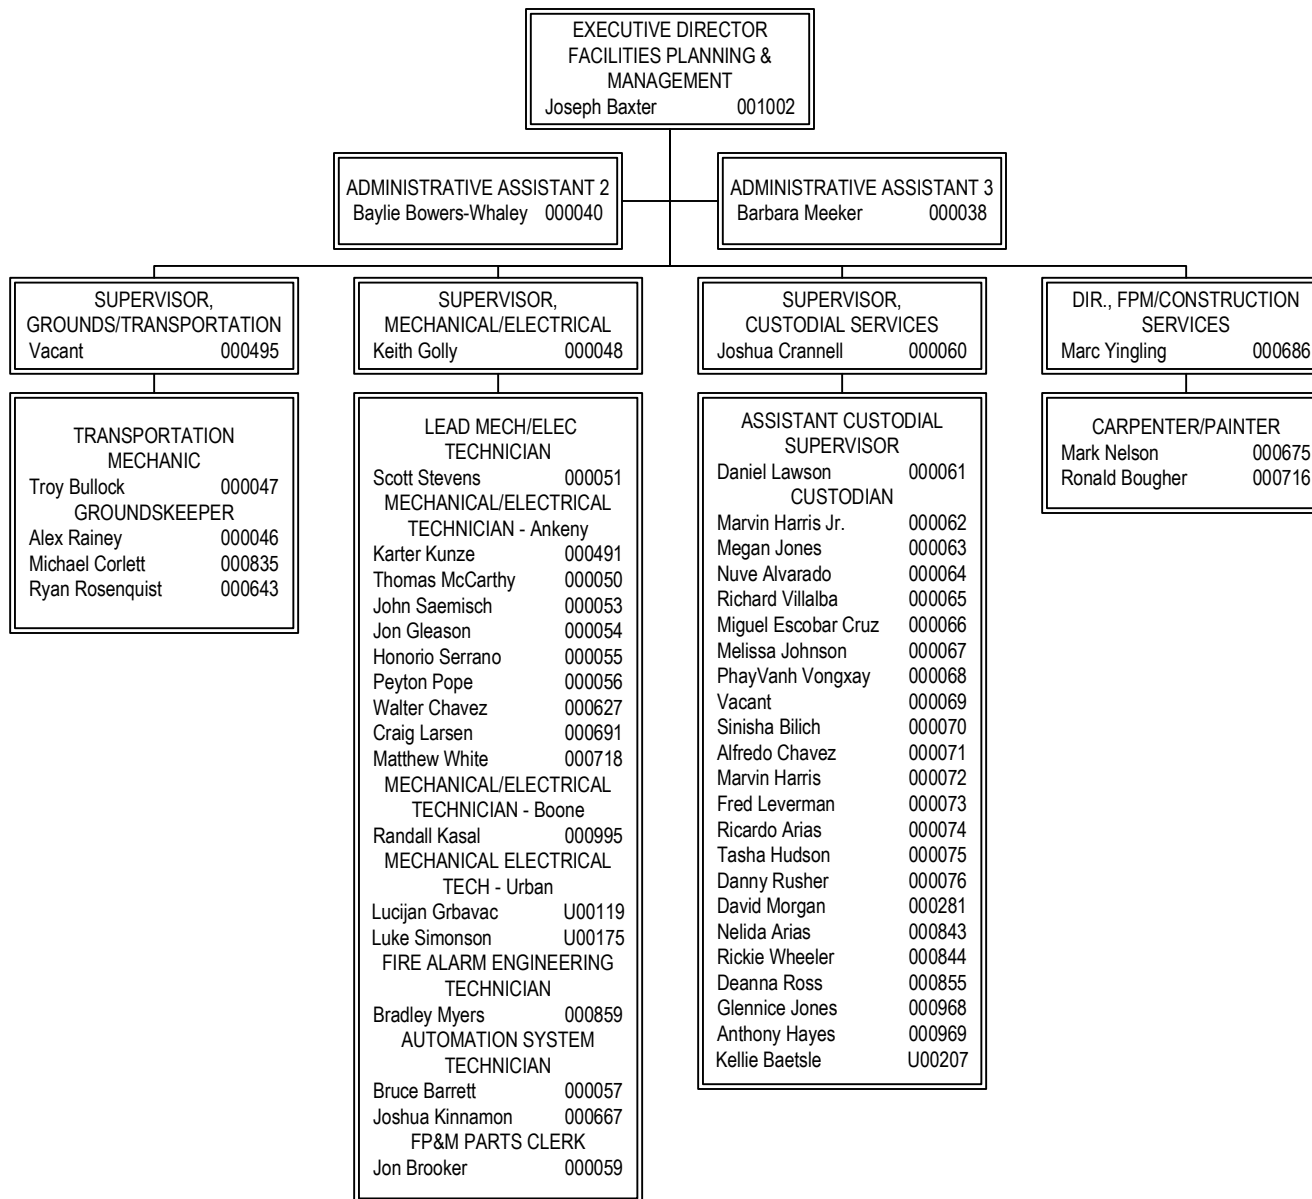 EXECUTIVE DIRECTOR
FACILITIES PLANNING &
MANAGEMENT
Joseph Baxter 001002
ADMINISTRATIVE ASSISTANT 2
Baylie Bowers-Whaley 000040
ADMINISTRATIVE ASSISTANT 3
Barbara Meeker 000038
SUPERVISOR,
GROUNDS/TRANSPORTATION
Vacant 000495
TRANSPORTATION
MECHANIC
Troy Bullock 000047
GROUNDSKEEPER
Alex Rainey 000046
Michael Corlett 000835
Ryan Rosenquist 000643
SUPERVISOR,
MECHANICAL/ELECTRICAL
Keith Golly 000048
LEAD MECH/ELEC
TECHNICIAN
Scott Stevens 000051
MECHANICAL/ELECTRICAL
TECHNICIAN - Ankeny
Karter Kunze 000491
Thomas McCarthy 000050
John Saemisch 000053
Jon Gleason 000054
Honorio Serrano 000055
Peyton Pope 000056
Walter Chavez 000627
Craig Larsen 000691
Matthew White 000718
MECHANICAL/ELECTRICAL
TECHNICIAN - Boone
Randall Kasal 000995
MECHANICAL ELECTRICAL
TECH - Urban
Lucijan Grbavac U00119
Luke Simonson U00175
FIRE ALARM ENGINEERING
TECHNICIAN
Bradley Myers 000859
AUTOMATION SYSTEM
TECHNICIAN
Bruce Barrett 000057
Joshua Kinnamon 000667
FP&M PARTS CLERK
Jon Brooker 000059
SUPERVISOR,
CUSTODIAL SERVICES
Joshua Crannell 000060
ASSISTANT CUSTODIAL
SUPERVISOR
Daniel Lawson 000061
CUSTODIAN
Marvin Harris Jr. 000062
Megan Jones 000063
Nuve Alvarado 000064
Richard Villalba 000065
Miguel Escobar Cruz 000066
Melissa Johnson 000067
PhayVanh Vongxay 000068
Vacant 000069
Sinisha Bilich 000070
Alfredo Chavez 000071
Marvin Harris 000072
Fred Leverman 000073
Ricardo Arias 000074
Tasha Hudson 000075
Danny Rusher 000076
David Morgan 000281
Nelida Arias 000843
Rickie Wheeler 000844
Deanna Ross 000855
Glennice Jones 000968
Anthony Hayes 000969
Kellie Baetsle U00207
DIR., FPM/CONSTRUCTION
SERVICES
Marc Yingling 000686
CARPENTER/PAINTER
Mark Nelson 000675
Ronald Bougher 000716